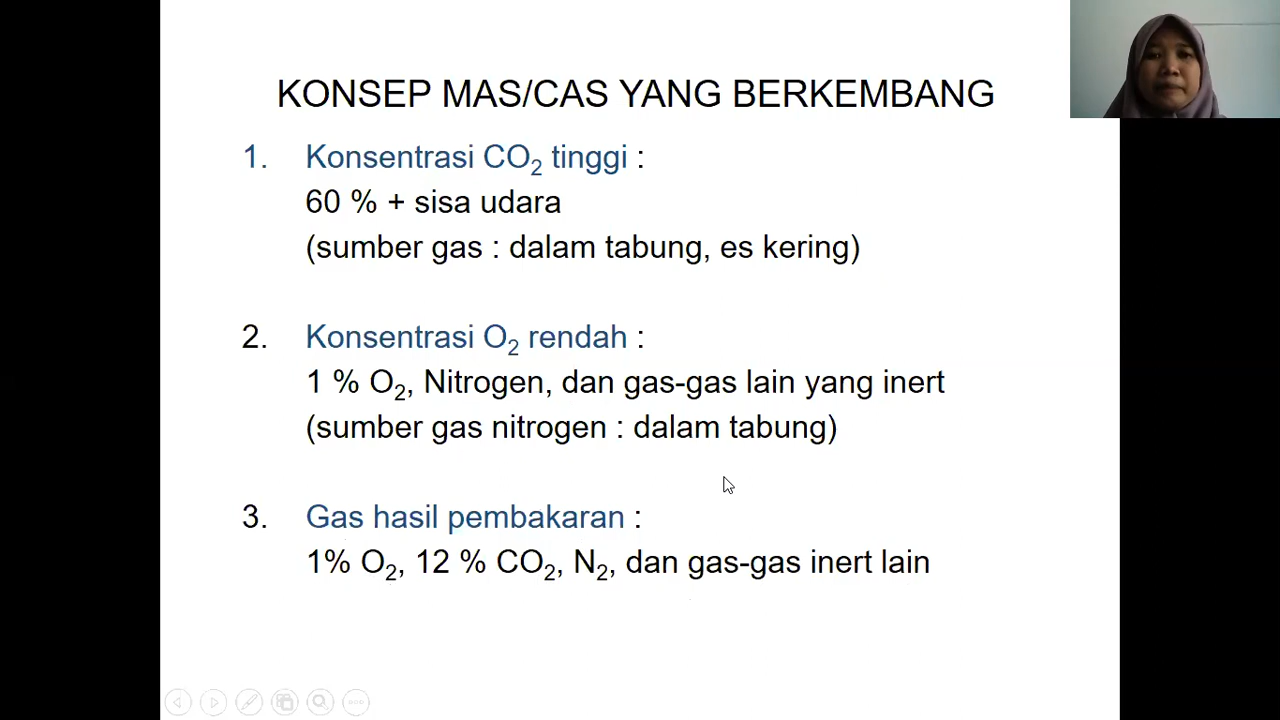 KONSEP MAS/CAS YANG BERKEMBANG
1. Konsentrasi CO₂ tinggi :
60 % + sisa udara
(sumber gas : dalam tabung, es kering)
2. Konsentrasi O₂ rendah :
1 % O₂, Nitrogen, dan gas-gas lain yang inert
(sumber gas nitrogen : dalam tabung)
3. Gas hasil pembakaran :
1% O₂, 12 % CO₂, N₂, dan gas-gas inert lain